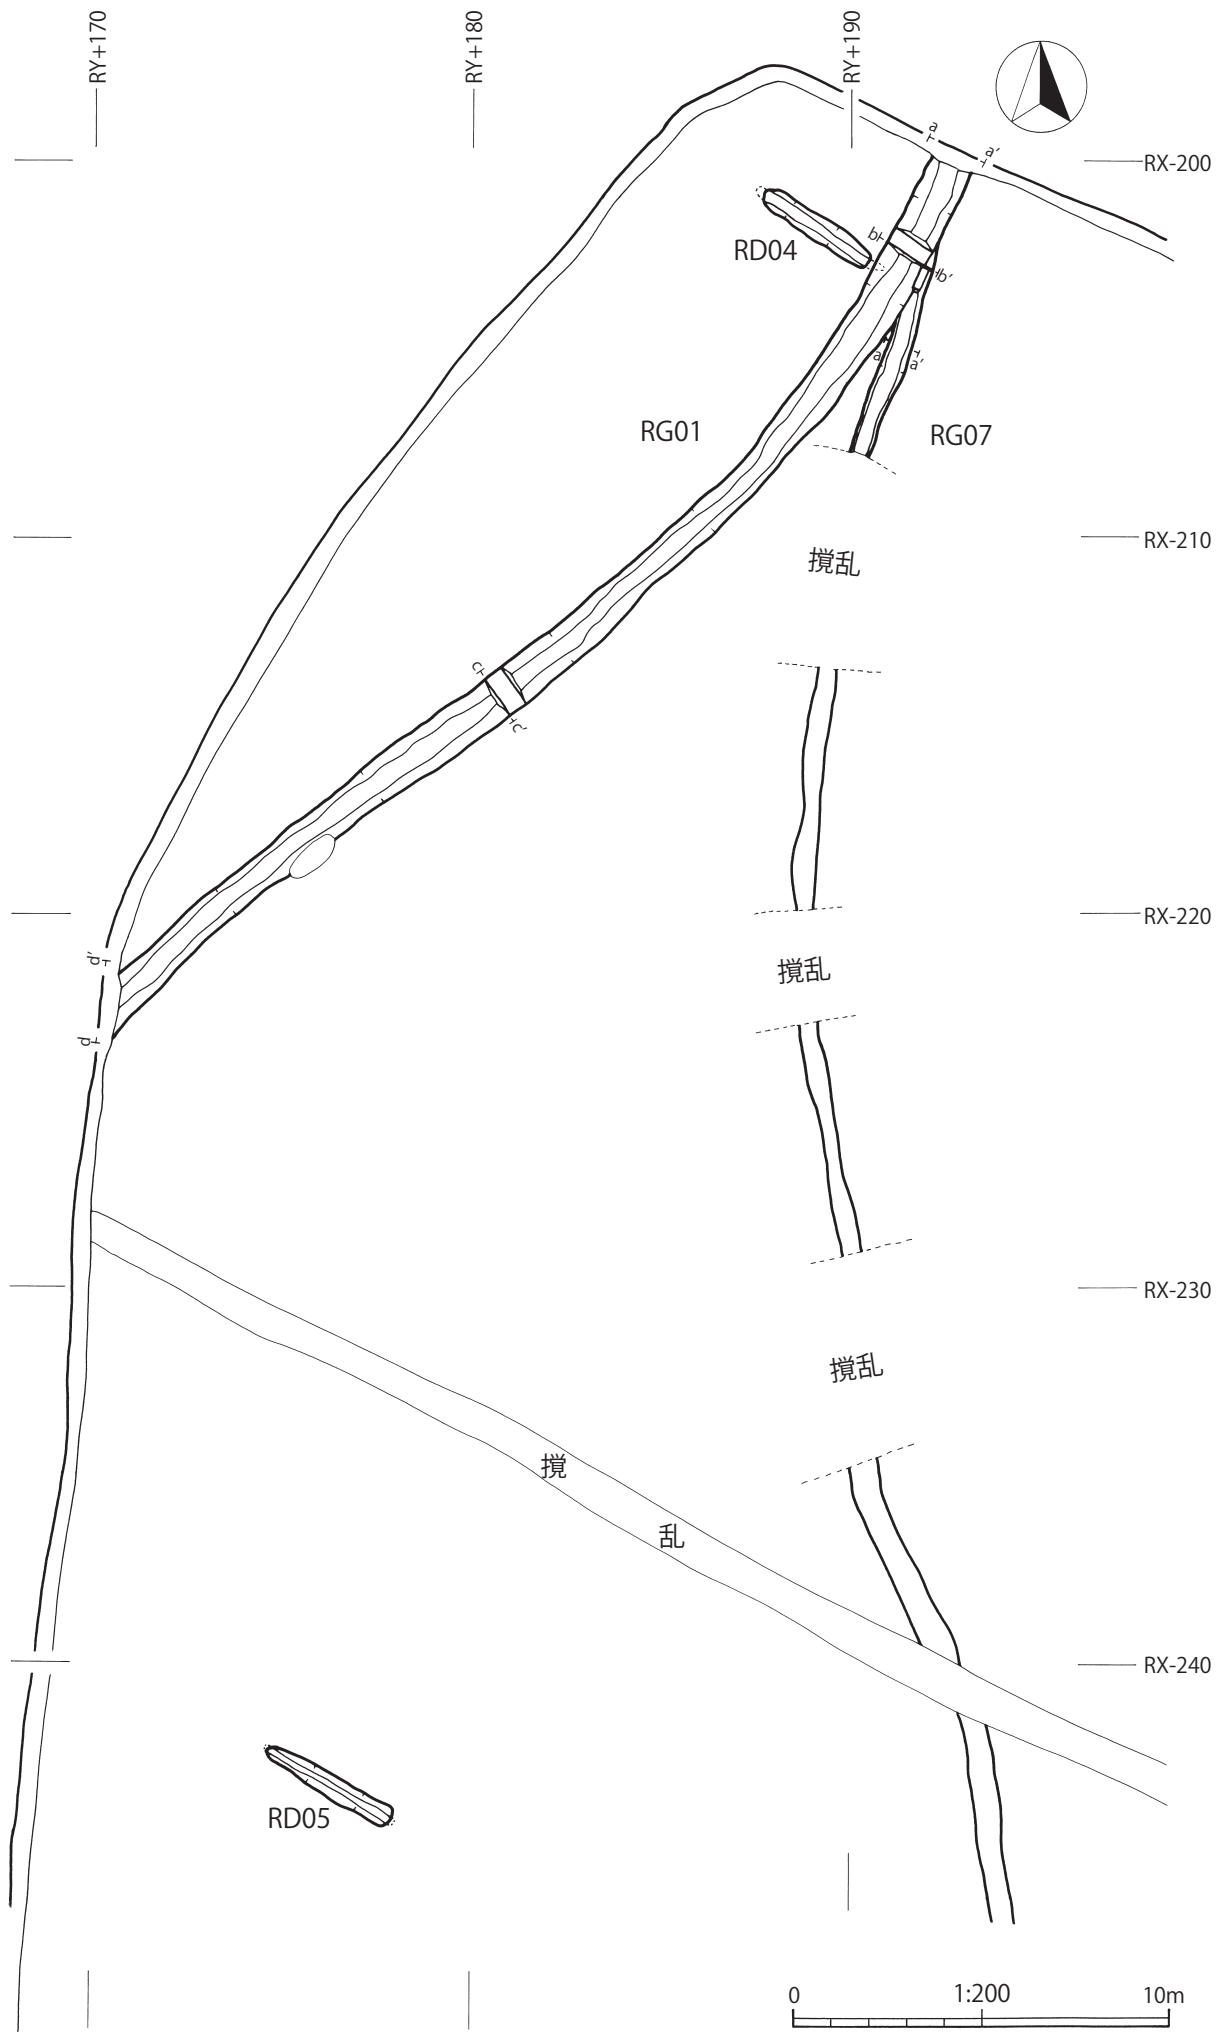 RY+170
RY+180
RY+190
a
a'
RX-200
RD04
b
b'
a
a'
RG01
RG07
RX-210
撹乱
c
c'
RX-220
d'
撹乱
d
RX-230
撹乱
撹
乱
RX-240
RD05
0 1:200 10m